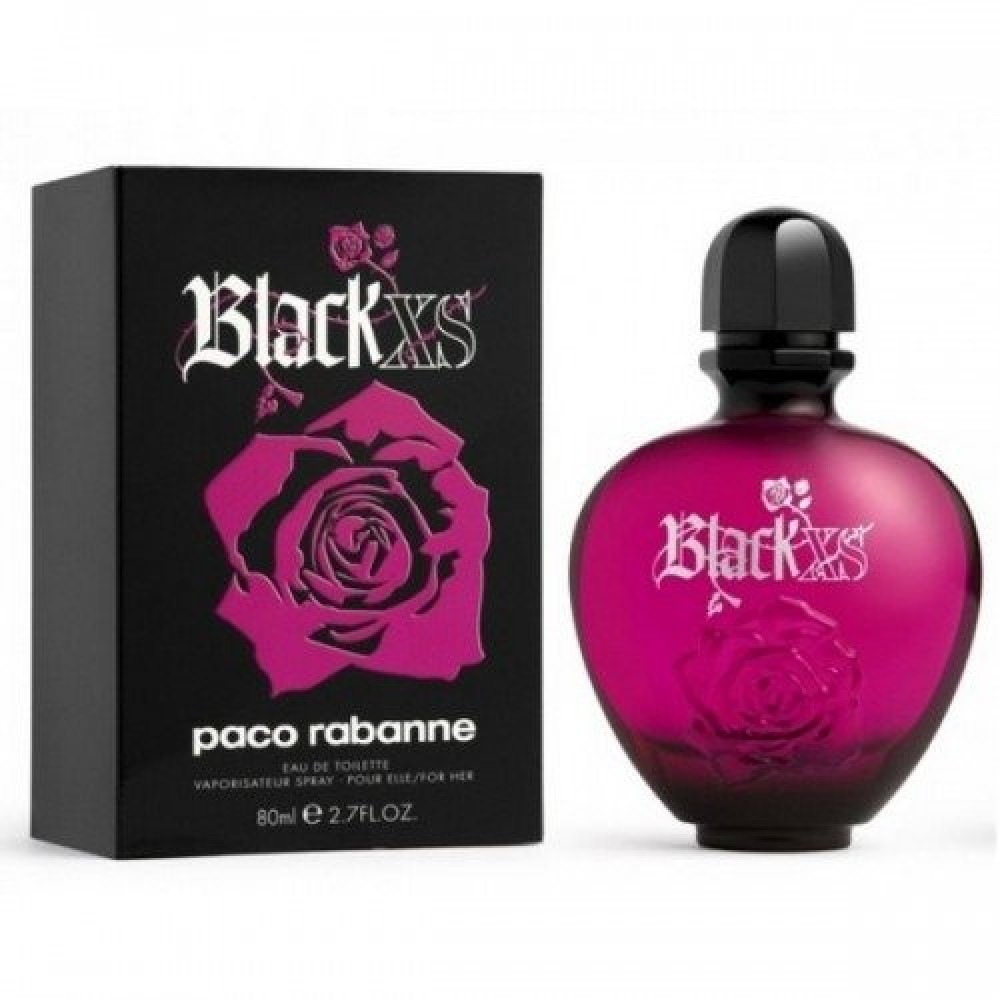 Black XS
paco rabanne
EAU DE TOILETTE
VAPORISATEUR SPRAY · POUR ELLE/FOR HER
80ml ℮ 2.7FL.OZ.
Black XS